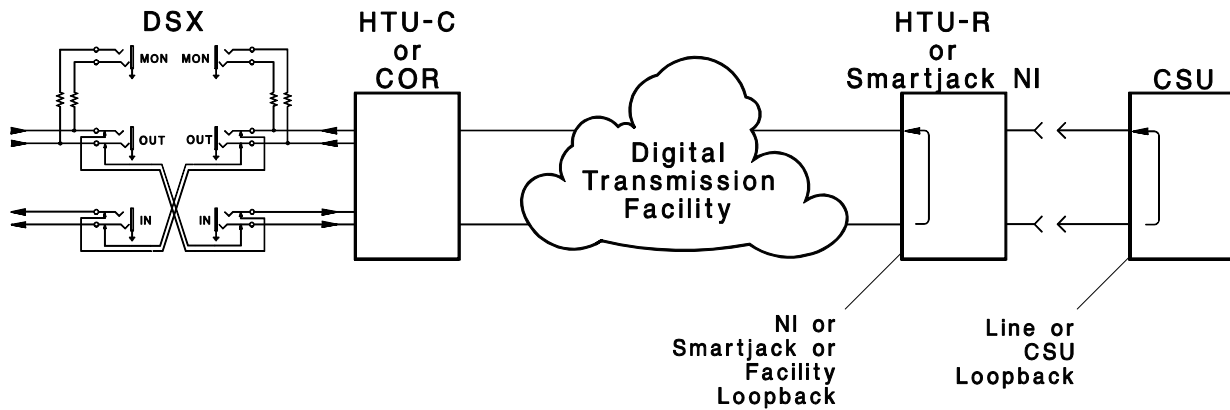 DSX
MON MON
OUT OUT
IN IN
HTU-C
or
COR
Digital
Transmission
Facility
HTU-R
or
Smartjack NI
CSU
NI or
Smartjack or
Facility
Loopback
Line or
CSU
Loopback